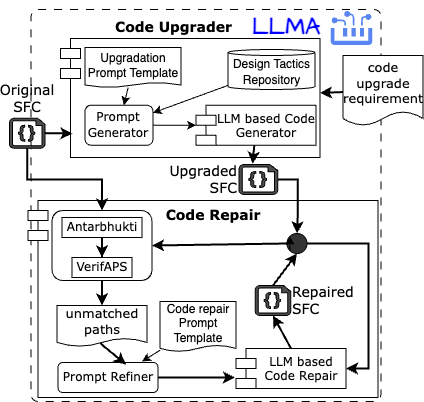 Code Upgrader
LLMA
Upgradation
Prompt Template
Design Tactics
Repository
code
upgrade
requirement
Original
SFC
{}
Prompt
Generator
LLM based Code
Generator
Upgraded
SFC
{}
Code Repair
Antarbhukti
VerifAPS
{}
Repaired
SFC
unmatched
paths
Code repair
Prompt
Template
Prompt Refiner
LLM based
Code Repair